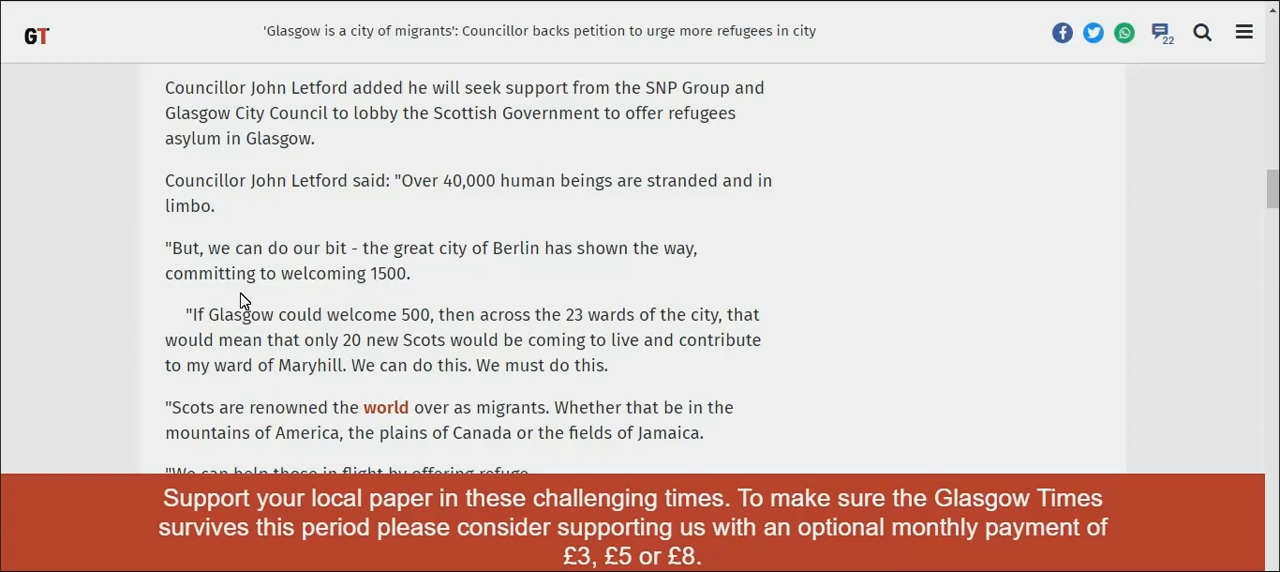 GT
'Glasgow is a city of migrants': Councillor backs petition to urge more refugees in city
22
Councillor John Letford added he will seek support from the SNP Group and
Glasgow City Council to lobby the Scottish Government to offer refugees
asylum in Glasgow.
Councillor John Letford said: "Over 40,000 human beings are stranded and in
limbo.
"But, we can do our bit - the great city of Berlin has shown the way,
committing to welcoming 1500.
"If Glasgow could welcome 500, then across the 23 wards of the city, that
would mean that only 20 new Scots would be coming to live and contribute
to my ward of Maryhill. We can do this. We must do this.
"Scots are renowned the world over as migrants. Whether that be in the
mountains of America, the plains of Canada or the fields of Jamaica.
"We can help those in flight by offering refuge
Support your local paper in these challenging times. To make sure the Glasgow Times
survives this period please consider supporting us with an optional monthly payment of
£3, £5 or £8.